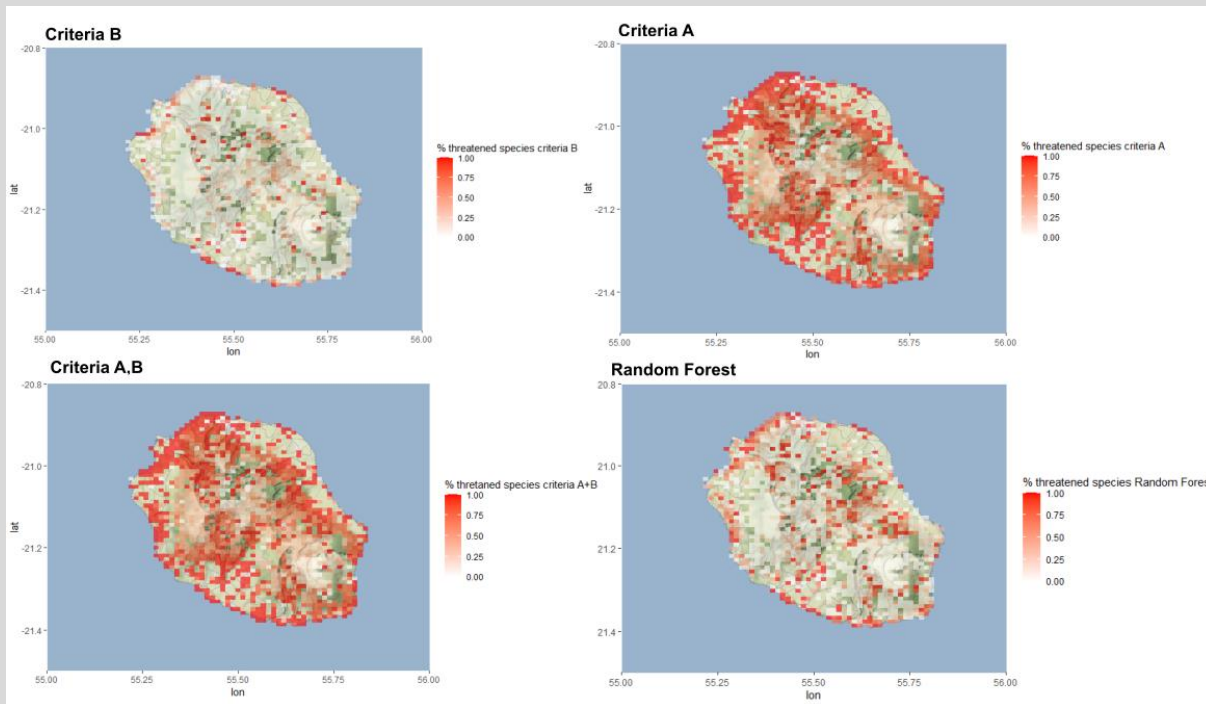 Criteria B
-20.8
-21.0
-21.2
-21.4
lat
55.00 55.25 55.50 55.75 56.00
lon
% threatened species criteria B
1.00
0.75
0.50
0.25
0.00
Criteria A
-20.8
-21.0
-21.2
-21.4
lat
55.00 55.25 55.50 55.75 56.00
lon
% threatened species criteria A
1.00
0.75
0.50
0.25
0.00
Criteria A,B
-20.8
-21.0
-21.2
-21.4
lat
55.00 55.25 55.50 55.75 56.00
lon
% thretaned species criteria A+B
1.00
0.75
0.50
0.25
0.00
Random Forest
20.8
-21.0
21.2
-21.4
55.00 55.25 55.50 55.75 56.00
lon
% threatened species Random Fores
1.00
0.75
0.50
0.25
0.00